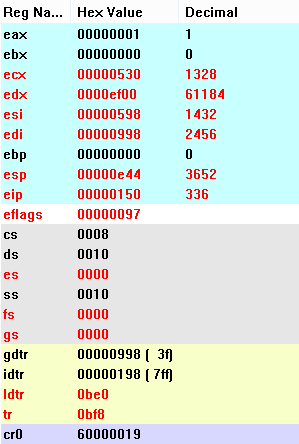 Reg Na... Hex Value Decimal
eax 00000001 1
ebx 00000000 0
ecx 00000530 1328
edx 0000ef00 61184
esi 00000598 1432
edi 00000998 2456
ebp 00000000 0
esp 00000e44 3652
eip 00000150 336
eflags 00000097
cs 0008
ds 0010
es 0000
ss 0010
fs 0000
gs 0000
gdtr 00000998 ( 3f)
idtr 00000198 ( 7ff)
ldtr 0be0
tr 0bf8
cr0 60000019